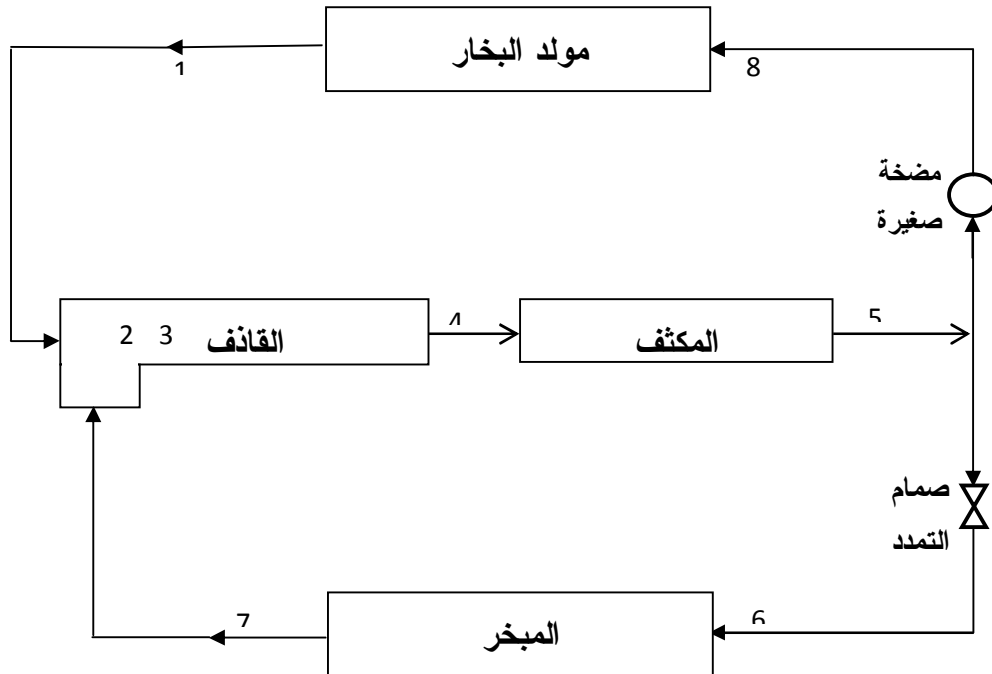 مولد البخار
1
8
مضخة
صغيرة
2 3
القاذف
4
المكثف
5
صمام
التمدد
7
المبخر
6